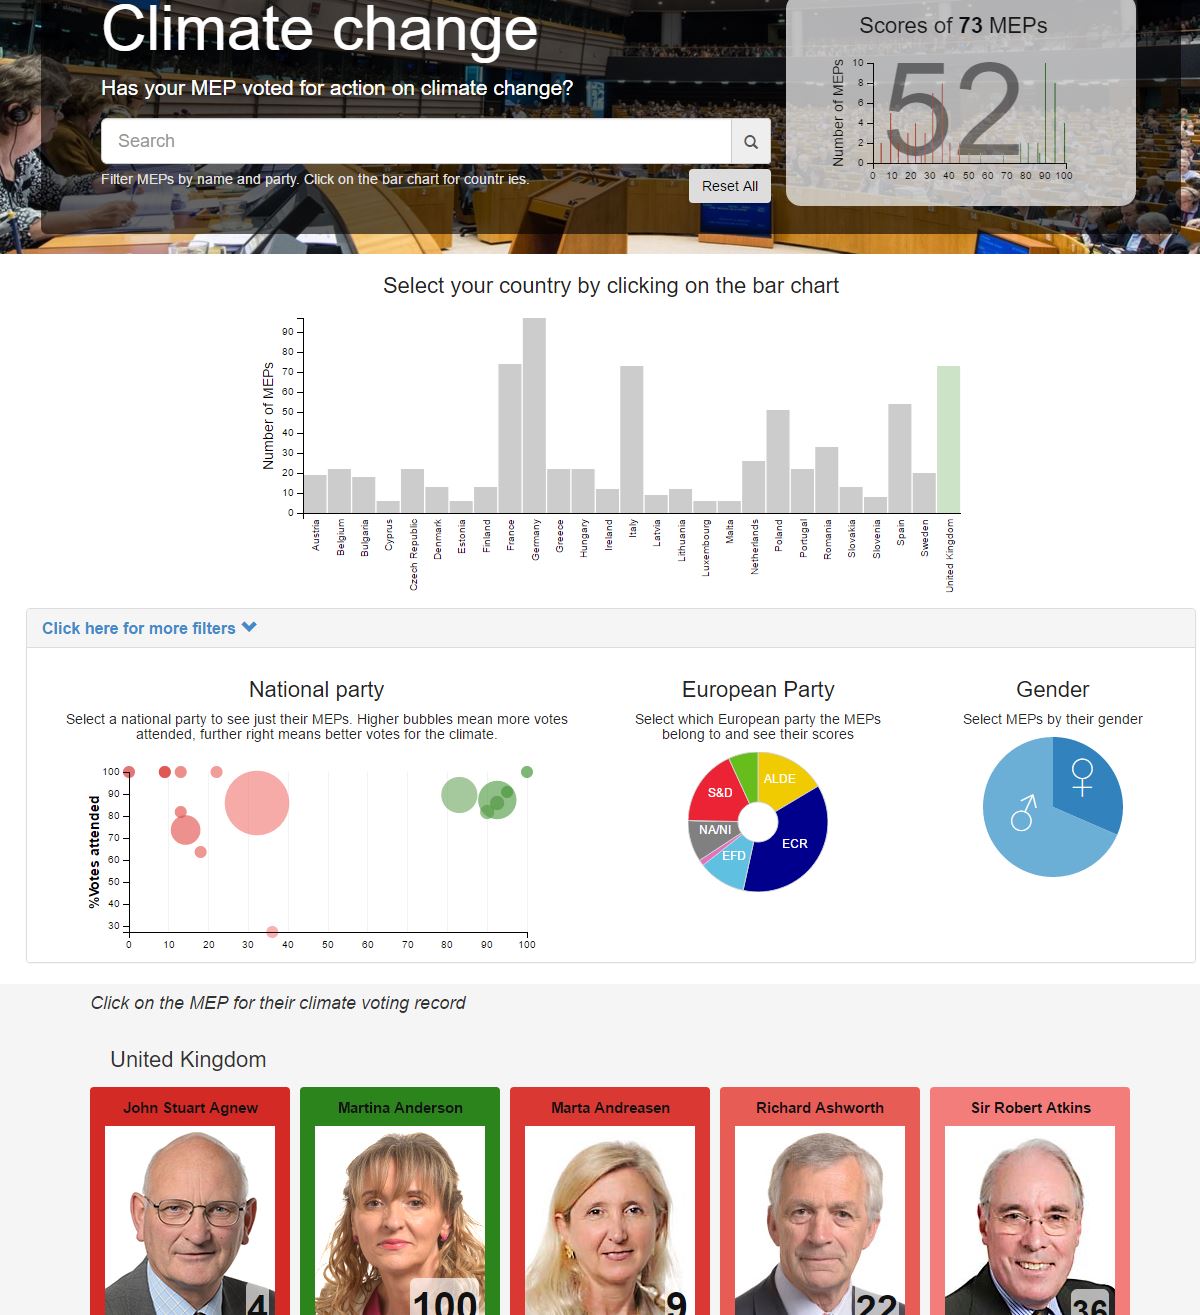 Climate change
Has your MEP voted for action on climate change?
Search
Filter MEPs by name and party. Click on the bar chart for countr ies.
Reset All
Scores of 73 MEPs
52
Number of MEPs
10
8
6
4
2
0
0 10 20 30 40 50 60 70 80 90 100
Select your country by clicking on the bar chart
Number of MEPs
90
80
70
60
50
40
30
20
10
0
Austria
Belgium
Bulgaria
Cyprus
Czech Republic
Denmark
Estonia
Finland
France
Germany
Greece
Hungary
Ireland
Italy
Latvia
Lithuania
Luxembourg
Malta
Netherlands
Poland
Portugal
Romania
Slovakia
Slovenia
Spain
Sweden
United Kingdom
Click here for more filters
National party
Select a national party to see just their MEPs. Higher bubbles mean more votes
attended, further right means better votes for the climate.
%Votes attended
100
90
80
70
60
50
40
30
0 10 20 30 40 50 60 70 80 90 100
European Party
Select which European party the MEPs
belong to and see their scores
ALDE
S&D
NA/NI
ECR
EFD
Gender
Select MEPs by their gender
Click on the MEP for their climate voting record
United Kingdom
John Stuart Agnew
Martina Anderson
Marta Andreasen
Richard Ashworth
Sir Robert Atkins
4
100
9
22
36